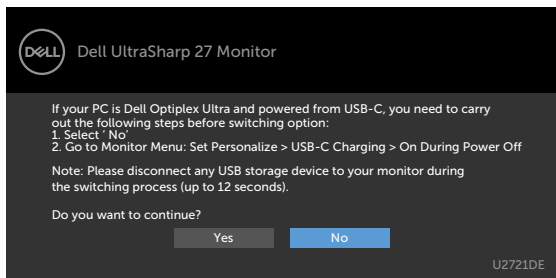 DELL Dell UltraSharp 27 Monitor
If your PC is Dell Optiplex Ultra and powered from USB-C, you need to carry
out the following steps before switching option:
1. Select ‘ No’
2. Go to Monitor Menu: Set Personalize > USB-C Charging > On During Power Off
Note: Please disconnect any USB storage device to your monitor during
the switching process (up to 12 seconds).
Do you want to continue?
Yes No
U2721DE